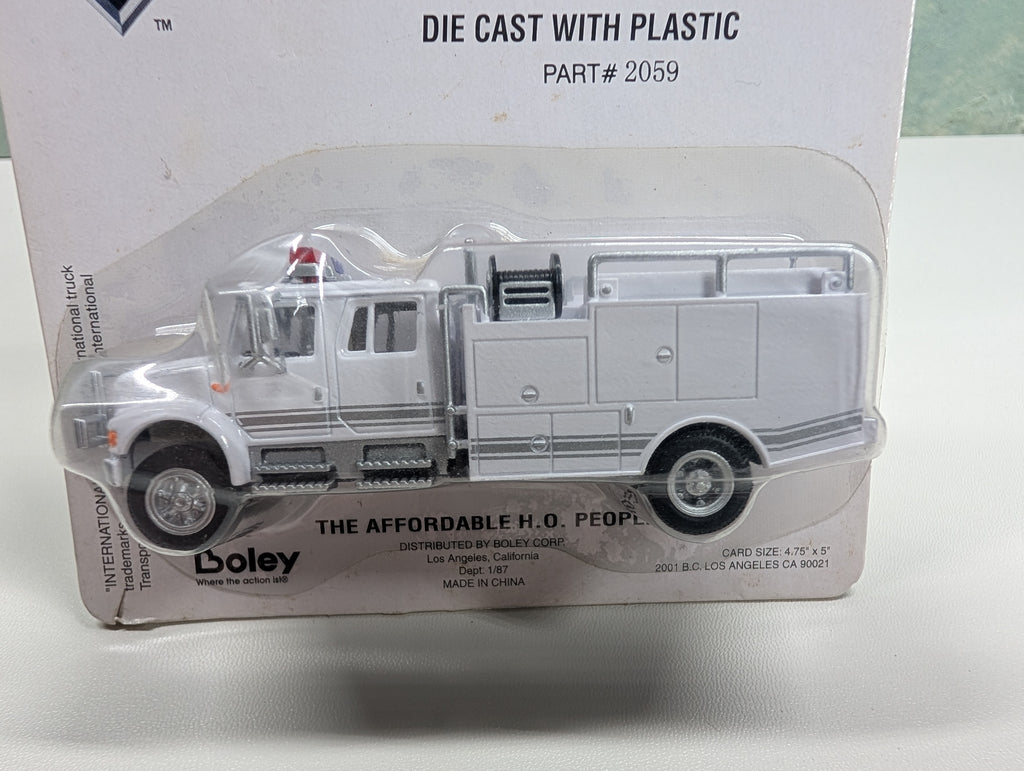 TM
DIE CAST WITH PLASTIC
PART# 2059
national truck
International
"INTERNATIONA
trademark
Transp
THE AFFORDABLE H.O. PEOPL
Boley
Where the action is!®
DISTRIBUTED BY BOLEY CORP.
Los Angeles, California
Dept. 1/87
MADE IN CHINA
CARD SIZE: 4.75" x 5"
2001 B.C. LOS ANGELES CA 90021